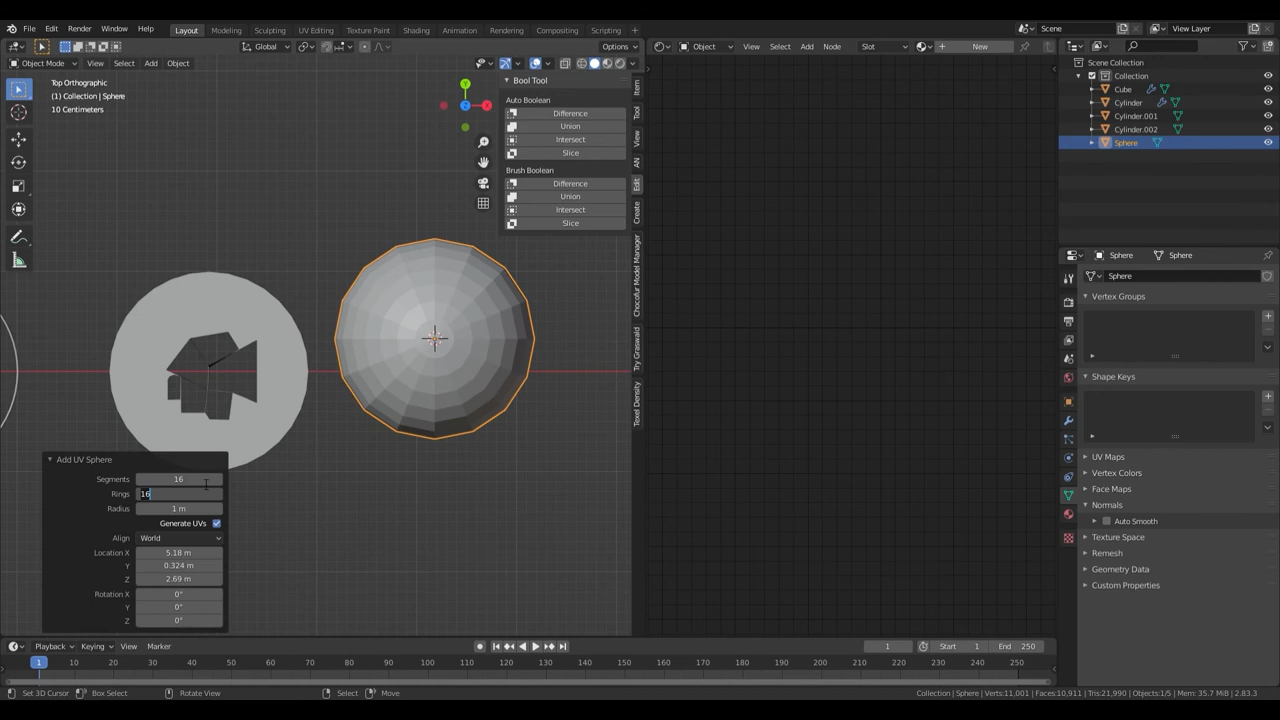 File Edit Render Window Help Layout Modeling Sculpting UV Editing Texture Paint Shading Animation Rendering Compositing Scripting Scene View Layer
Global Options Object View Select Add Node Slot New
Object Mode View Select Add Object
Top Orthographic
(1) Collection | Sphere
10 Centimeters
Y
Z X
Bool Tool
Auto Boolean
Difference
Union
Intersect
Slice
Brush Boolean
Difference
Union
Intersect
Slice
Item
Tool
View
AN
Edit
Create
Chocofur Model Manager
Try Graswald
Texel Density
Scene Collection
Collection
Cube
Cylinder
Cylinder.001
Cylinder.002
Sphere
Sphere Sphere
Sphere
Vertex Groups
Shape Keys
UV Maps
Vertex Colors
Face Maps
Normals
Auto Smooth
Texture Space
Remesh
Geometry Data
Custom Properties
Add UV Sphere
Segments 16
Rings 16
Radius 1 m
Generate UVs
Align World
Location X 5.18 m
Y 0.324 m
Z 2.69 m
Rotation X 0°
Y 0°
Z 0°
Playback Keying View Marker 1 Start 1 End 250
1 10 20 30 40 50 60 70 80 90 100 110 120 130 140 150 160 170 180 190 200 210 220 230 240 250
Set 3D Cursor Box Select Rotate View Select Move Collection | Sphere | Verts:11,001 | Faces:10,911 | Tris:21,990 | Objects:1/5 | Mem: 35.7 MiB | 2.83.3